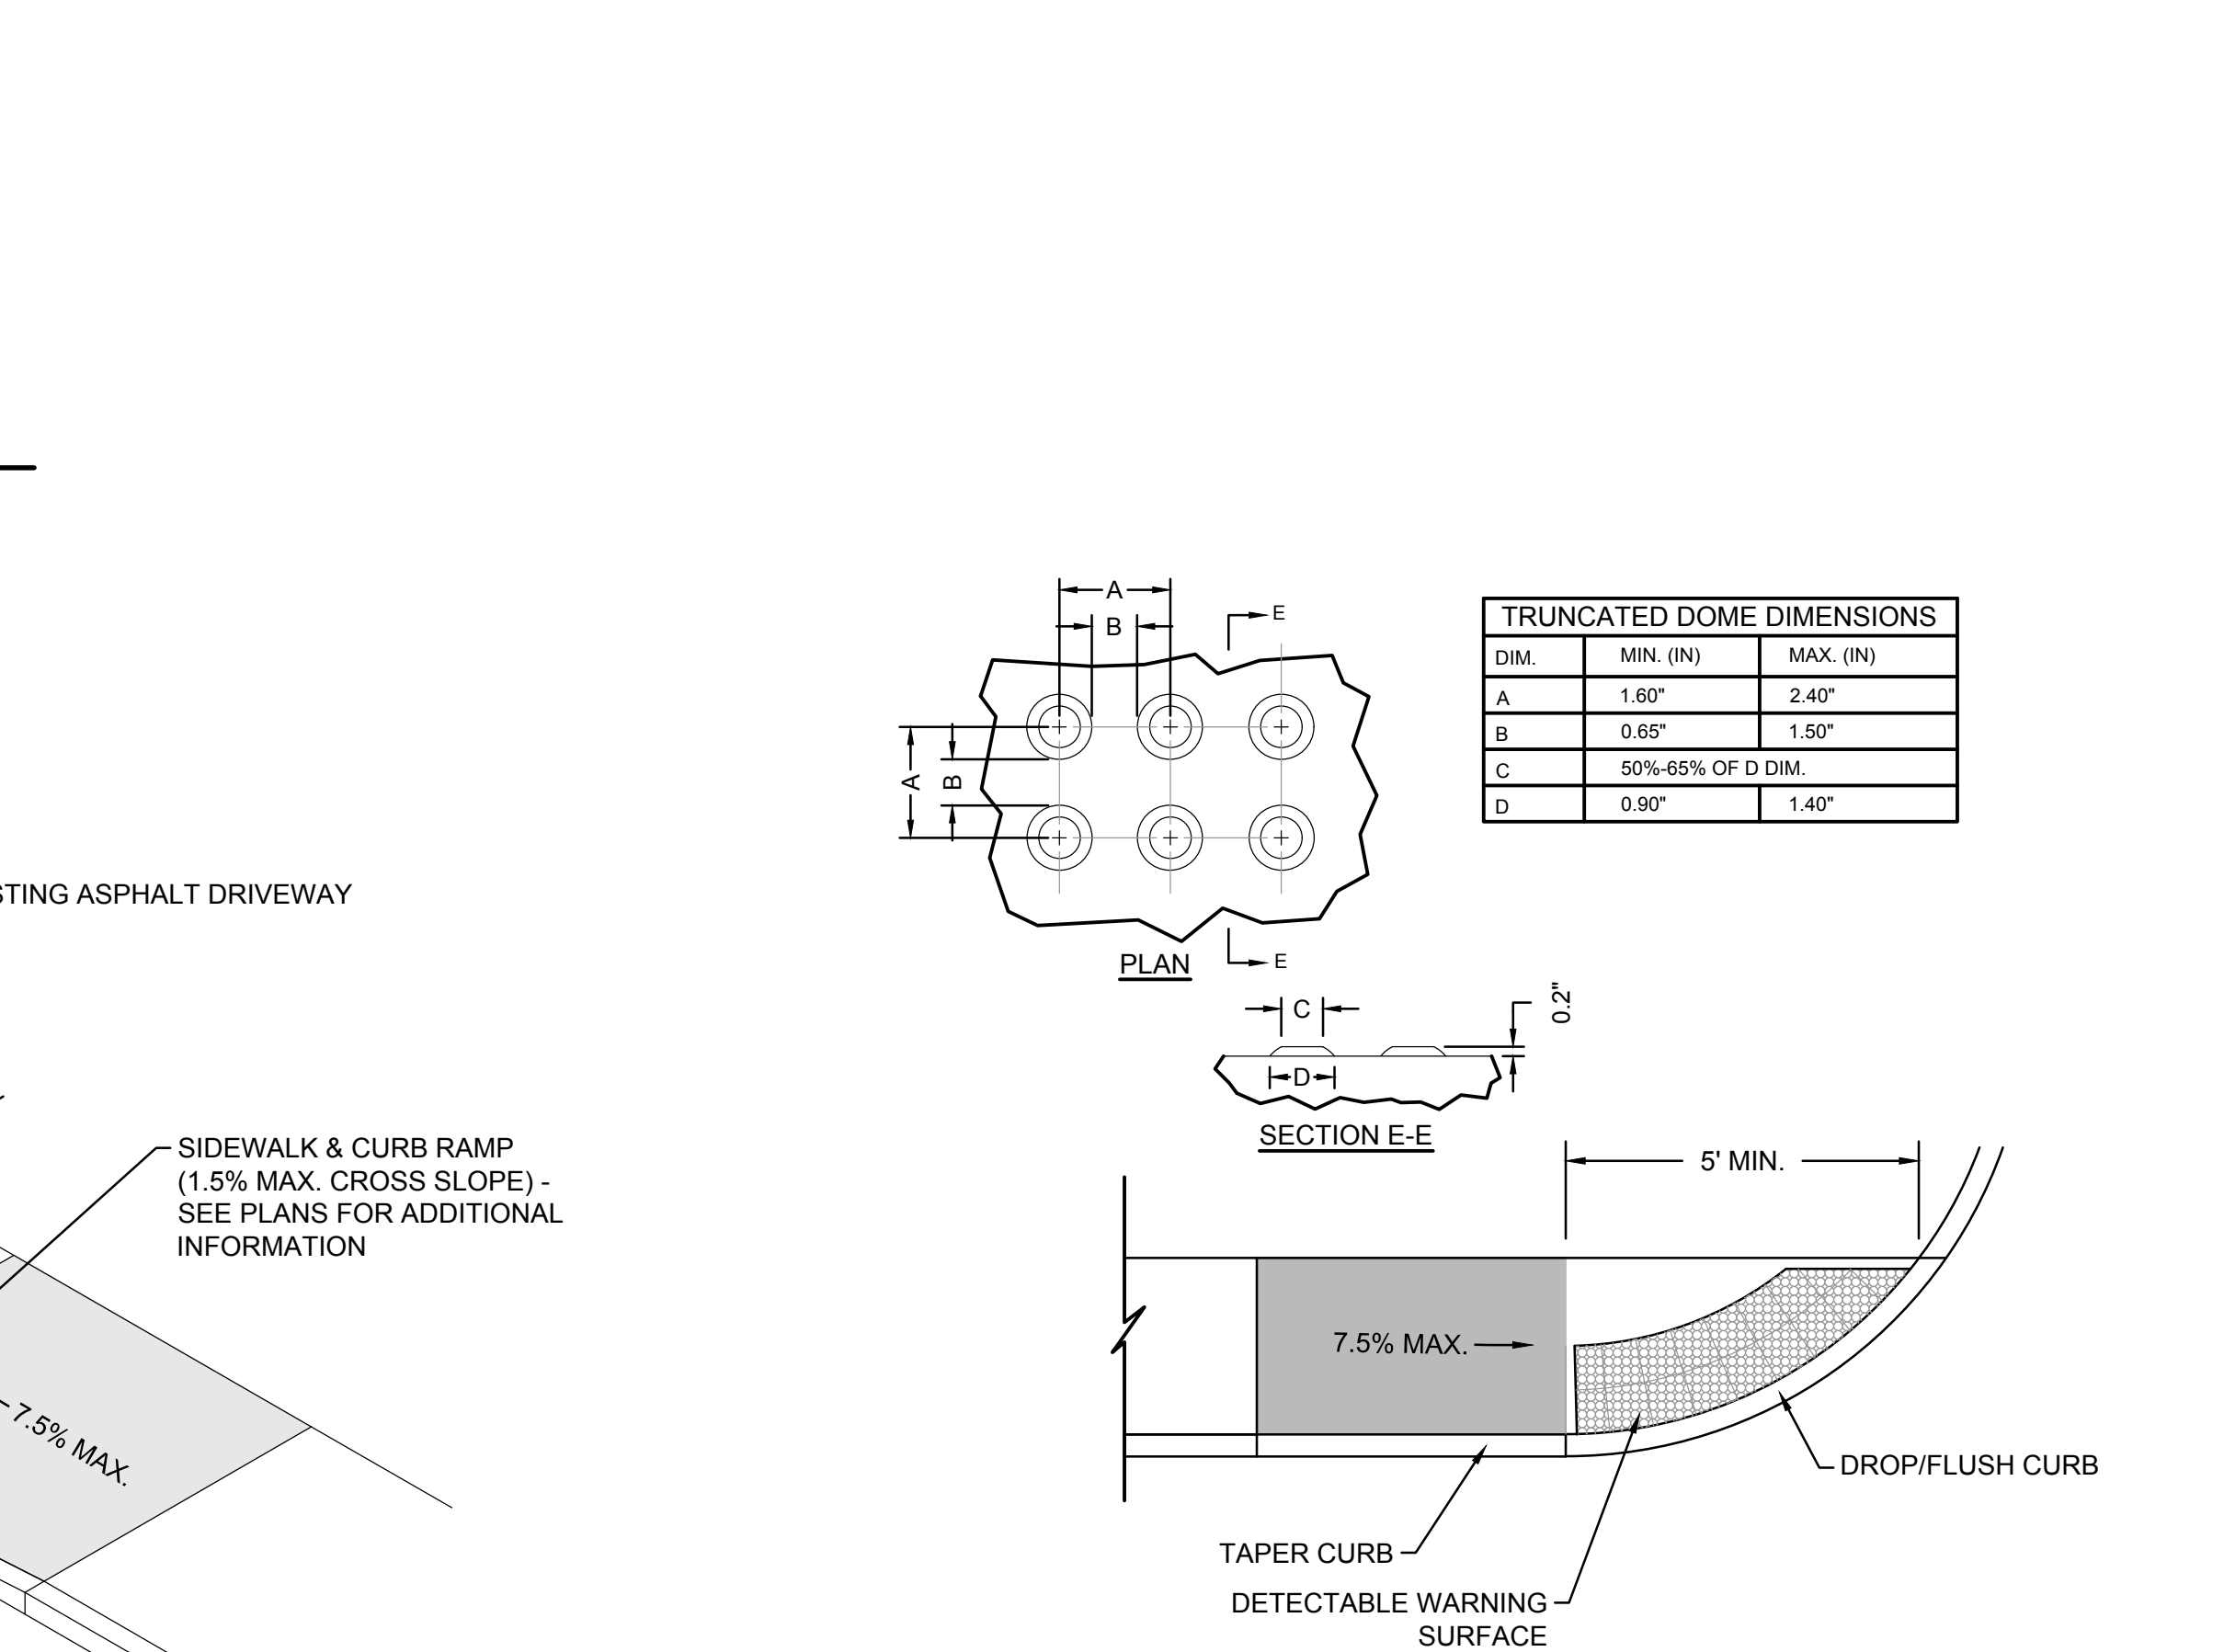 A
B
E
A
B
PLAN
E
TRUNCATED DOME DIMENSIONS
DIM. MIN. (IN) MAX. (IN)
A 1.60" 2.40"
B 0.65" 1.50"
C 50%-65% OF D DIM.
D 0.90" 1.40"
ASPHALT DRIVEWAY
C
0.2"
D
SECTION E-E
SIDEWALK & CURB RAMP
(1.5% MAX. CROSS SLOPE) -
SEE PLANS FOR ADDITIONAL
INFORMATION
7.5% MAX.
5' MIN.
7.5% MAX.
DROP/FLUSH CURB
TAPER CURB
DETECTABLE WARNING
SURFACE